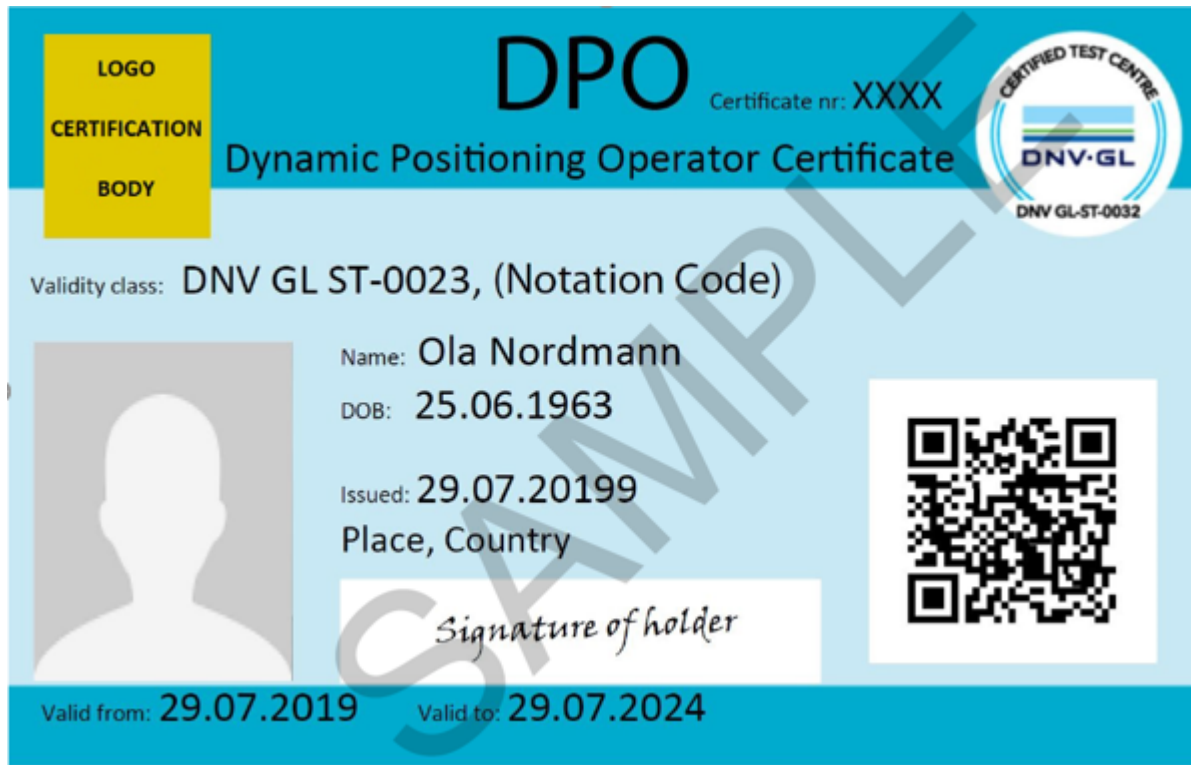 LOGO
CERTIFICATION
BODY
DPO
Certificate nr: XXXX
Dynamic Positioning Operator Certificate
CERTIFIED TEST CENTRE
DNV·GL
DNV GL-ST-0032
Validity class: DNV GL ST-0023, (Notation Code)
Name: Ola Nordmann
DOB: 25.06.1963
Issued: 29.07.20199
Place, Country
Signature of holder
Valid from: 29.07.2019 Valid to: 29.07.2024
SAMPLE